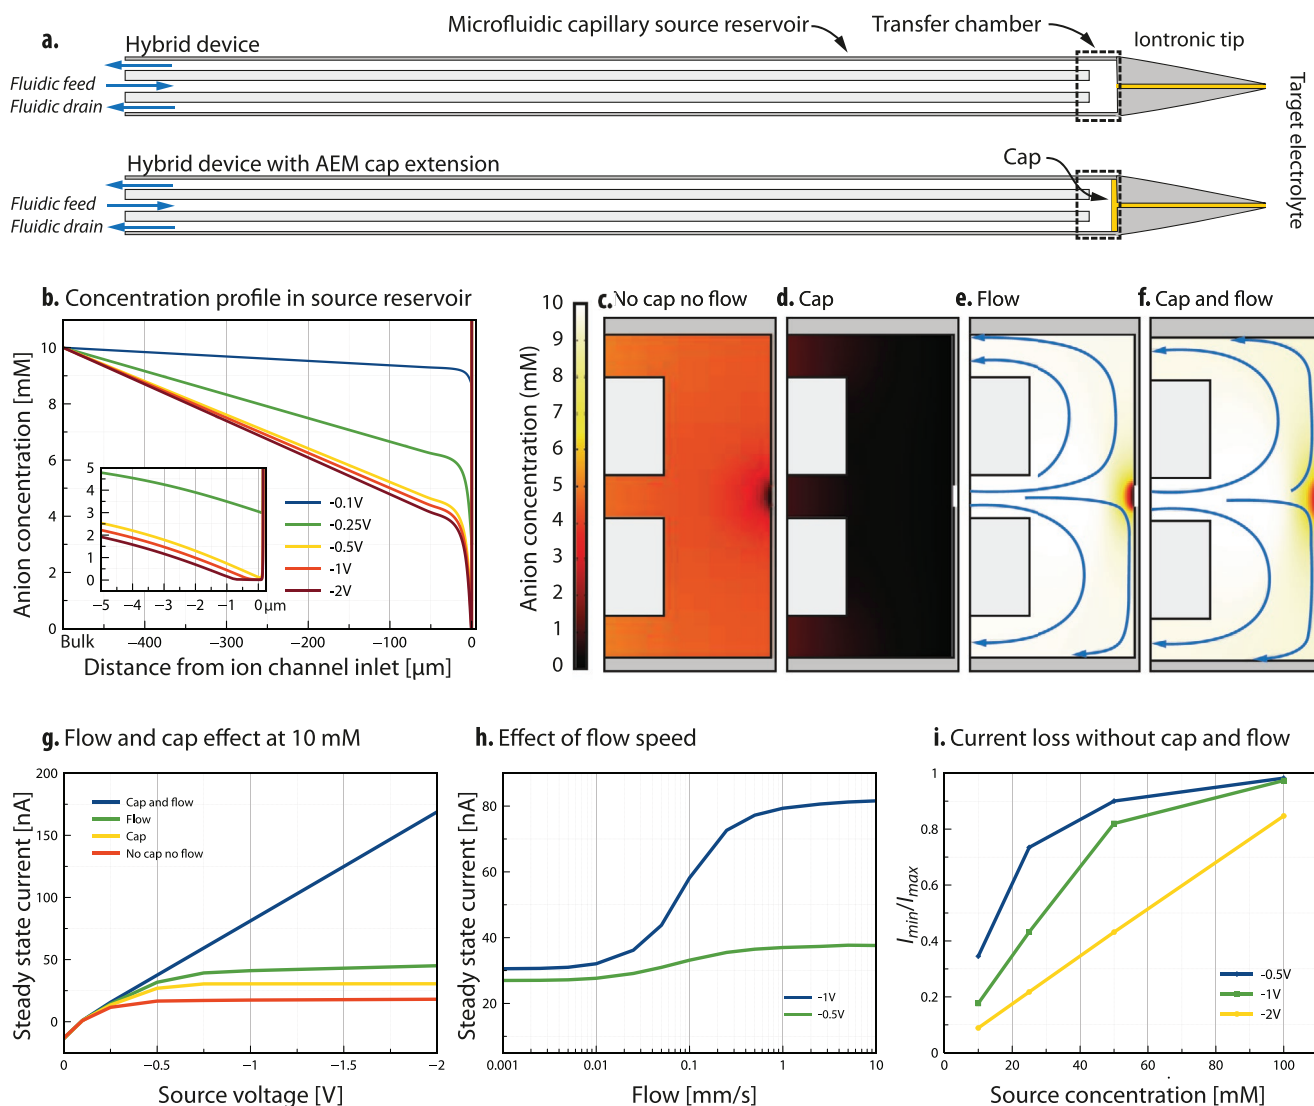 a.
Hybrid device
Microfluidic capillary source reservoir
Transfer chamber
Iontronic tip
Fluidic feed
Fluidic drain
Target electrolyte
Hybrid device with AEM cap extension
Cap
Fluidic feed
Fluidic drain
b. Concentration profile in source reservoir
Anion concentration [mM]
10
8
6
4
2
0
5
4
3
2
1
0
−5
−4
−3
−2
−1
0
μm
-0.1V
-0.25V
-0.5V
-1V
-2V
Bulk
−400
−300
−200
−100
0
Distance from ion channel inlet [μm]
Anion concentration (mM)
10
9
8
7
6
5
4
3
2
1
0
c. No cap no flow
d. Cap
e. Flow
f. Cap and flow
g. Flow and cap effect at 10 mM
Steady state current [nA]
200
150
100
50
0
Cap and flow
Flow
Cap
No cap no flow
0
−0.5
−1
−1.5
−2
Source voltage [V]
h. Effect of flow speed
Steady state current [nA]
80
60
40
20
-1V
-0.5V
0.001
0.01
0.1
1
10
Flow [mm/s]
i. Current loss without cap and flow
Imin/Imax
1
0.8
0.6
0.4
0.2
0
-0.5V
-1V
-2V
0
20
40
60
80
100
Source concentration [mM]